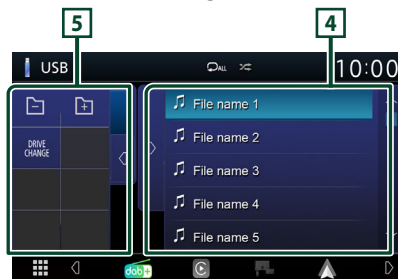 5
4
USB
ALL
10:00
File name 1
File name 2
DRIVE
CHANGE
File name 3
File name 4
File name 5
dab+